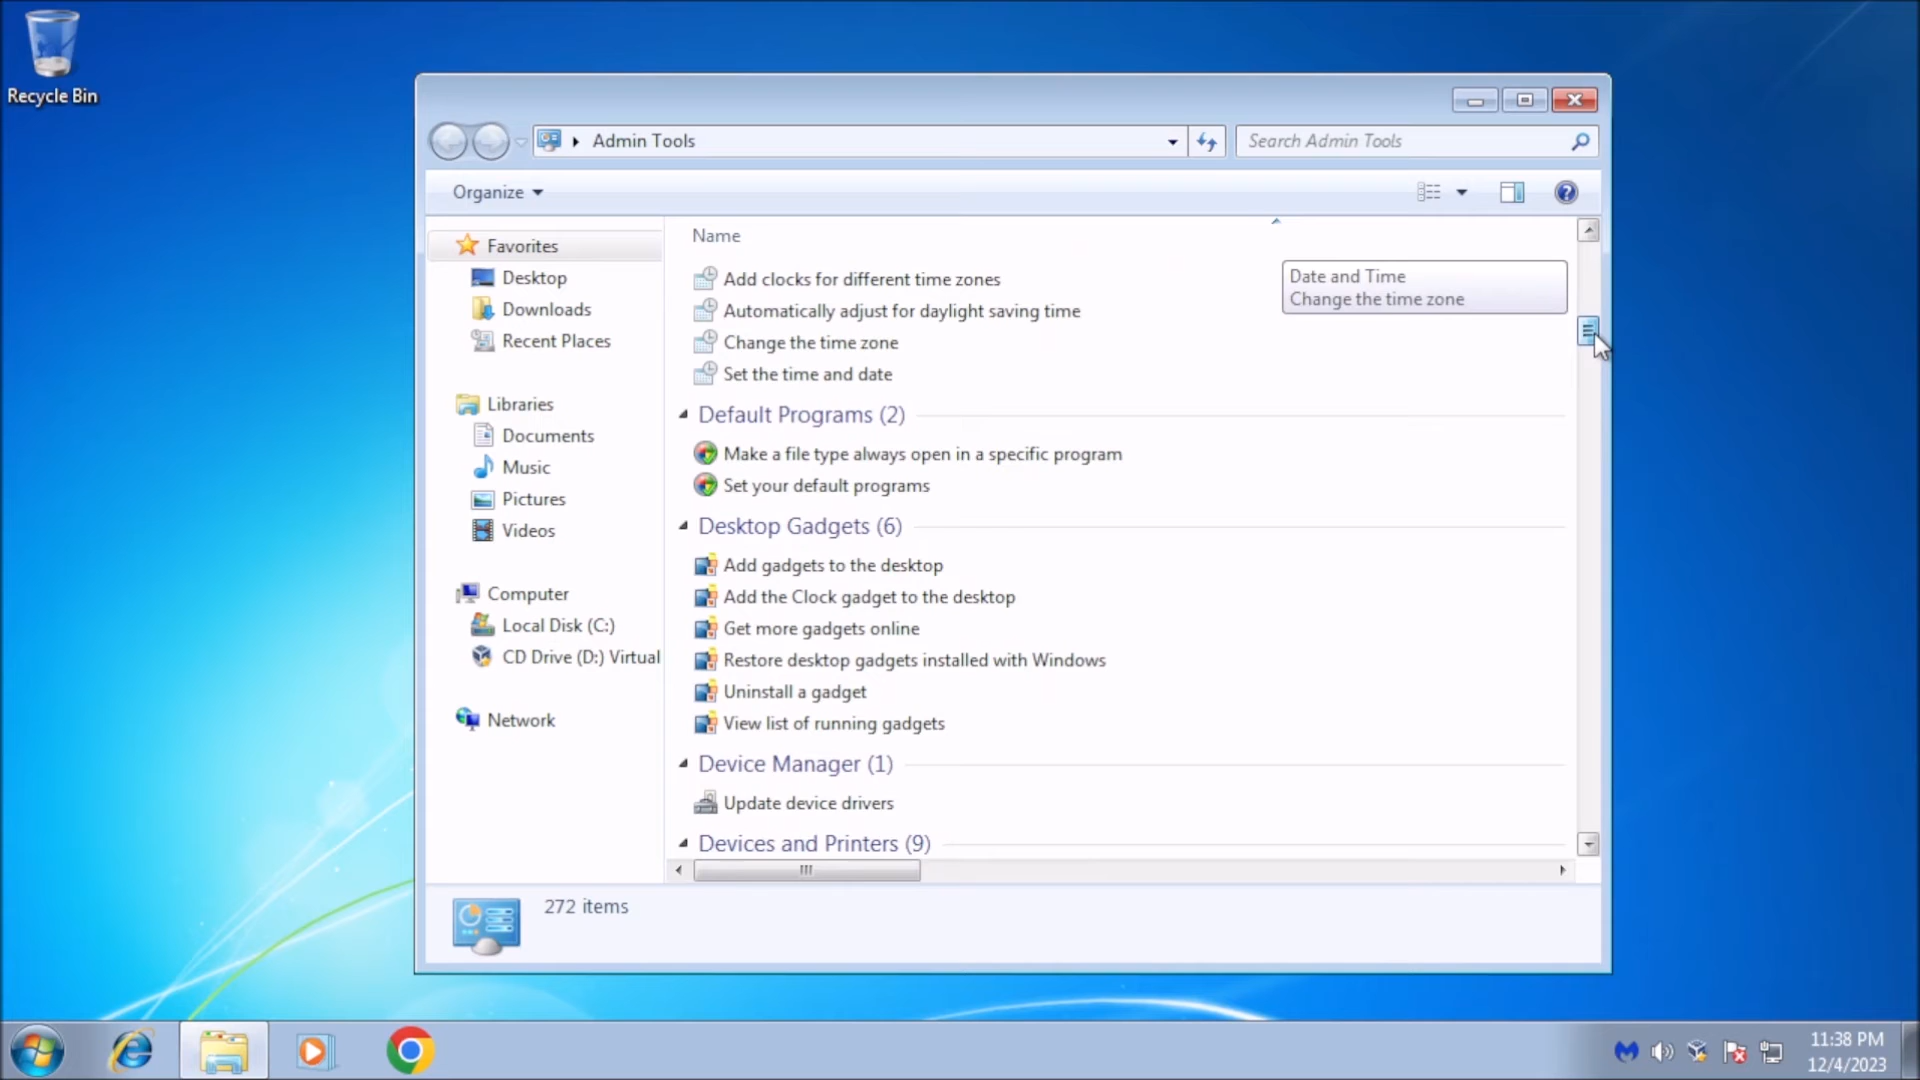 Recycle Bin
Admin Tools
Search Admin Tools
Organize
Favorites
Desktop
Downloads
Recent Places
Libraries
Documents
Music
Pictures
Videos
Computer
Local Disk (C:)
CD Drive (D:) Virtual
Network
Name
Add clocks for different time zones
Automatically adjust for daylight saving time
Change the time zone
Set the time and date
Date and Time
Change the time zone
Default Programs (2)
Make a file type always open in a specific program
Set your default programs
Desktop Gadgets (6)
Add gadgets to the desktop
Add the Clock gadget to the desktop
Get more gadgets online
Restore desktop gadgets installed with Windows
Uninstall a gadget
View list of running gadgets
Device Manager (1)
Update device drivers
Devices and Printers (9)
272 items
11:38 PM
12/4/2023